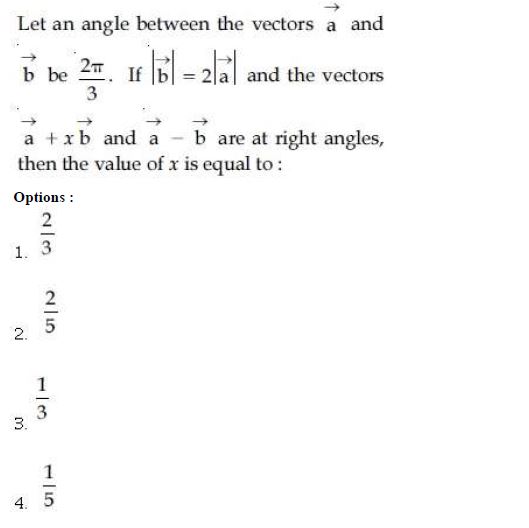 Let an angle between the vectors $\vec{a}$ and
$\vec{b}$ be $\frac{2\pi}{3}$. If $|\vec{b}| = 2|\vec{a}|$ and the vectors
$\vec{a} + x\vec{b}$ and $\vec{a} - \vec{b}$ are at right angles,
then the value of $x$ is equal to :
Options :
1. $\frac{2}{3}$
2. $\frac{2}{5}$
3. $\frac{1}{3}$
4. $\frac{1}{5}$